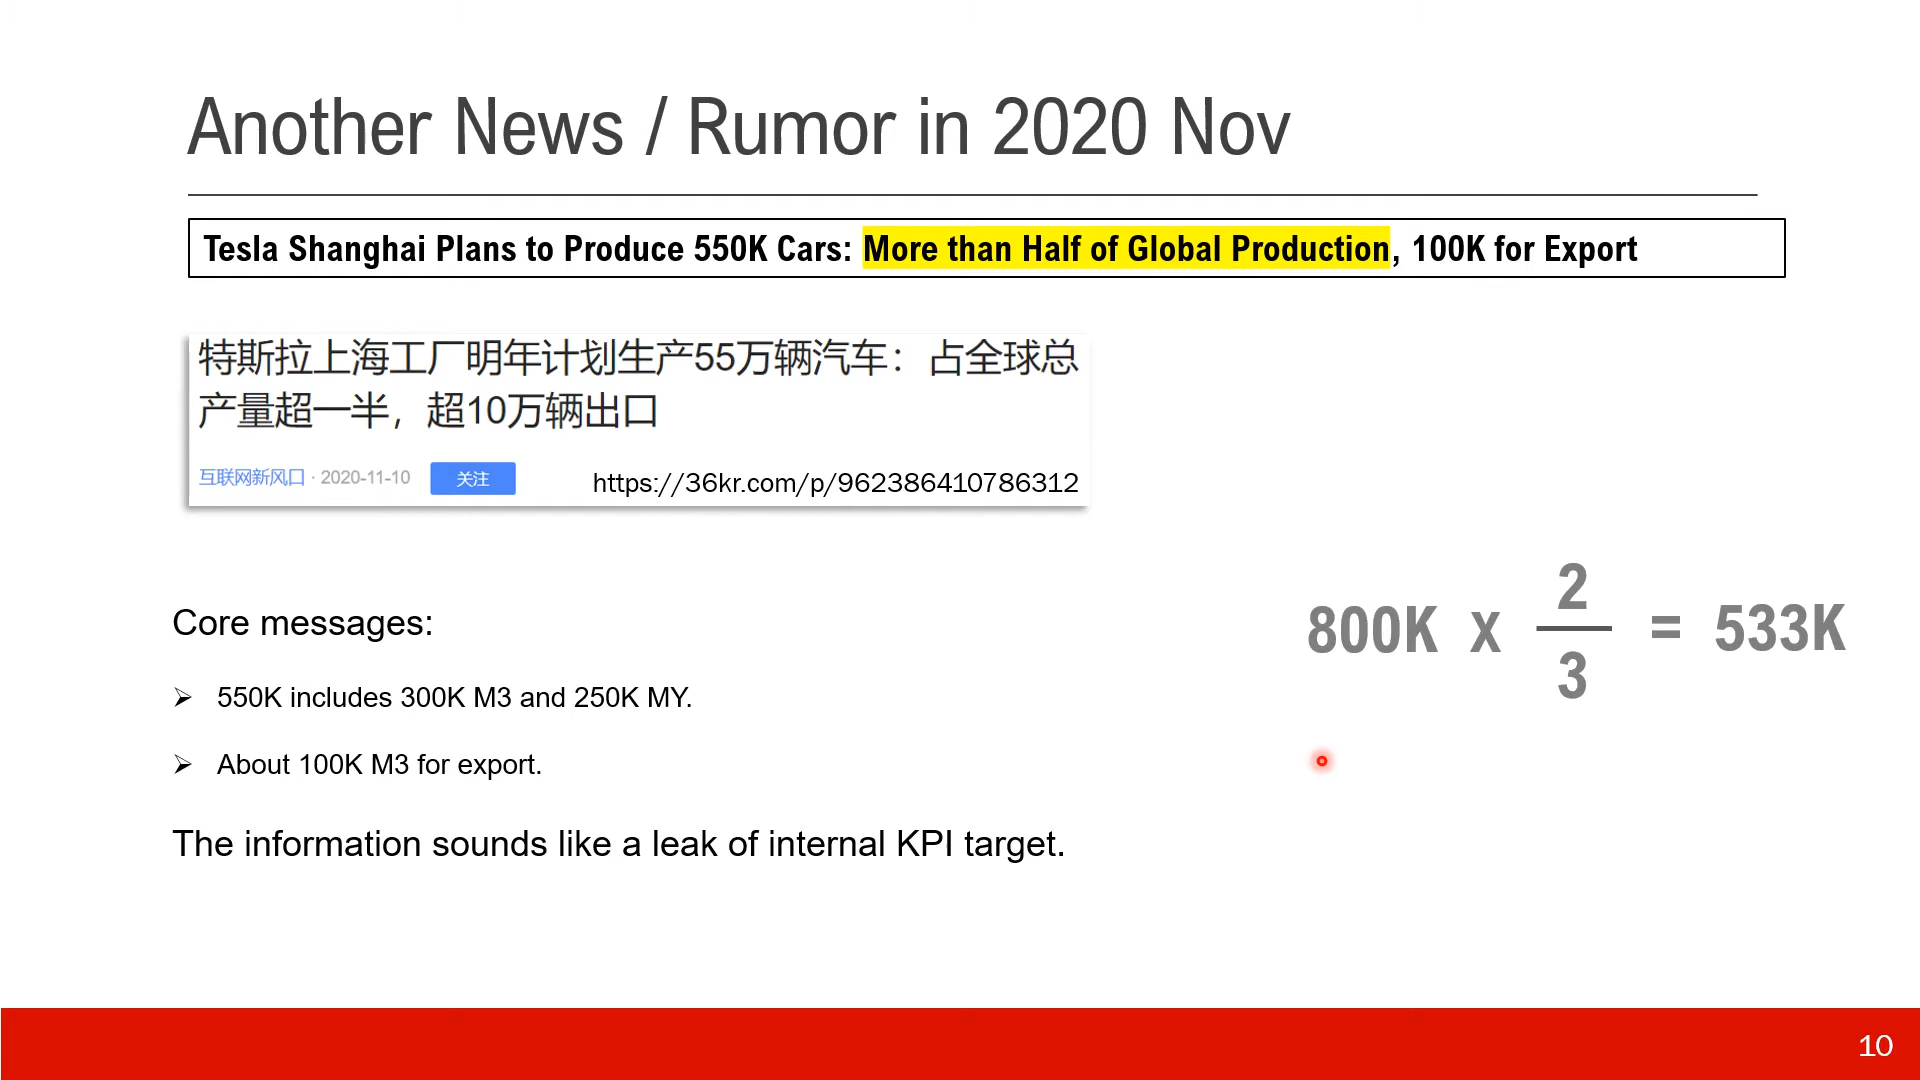 Another News / Rumor in 2020 Nov
Tesla Shanghai Plans to Produce 550K Cars: More than Half of Global Production, 100K for Export
特斯拉上海工厂明年计划生产55万辆汽车：占全球总
产量超一半，超10万辆出口
互联网新风口 · 2020-11-10 关注 https://36kr.com/p/962386410786312
Core messages:
➢ 550K includes 300K M3 and 250K MY.
➢ About 100K M3 for export.
The information sounds like a leak of internal KPI target.
2
800K x = 533K
3
10